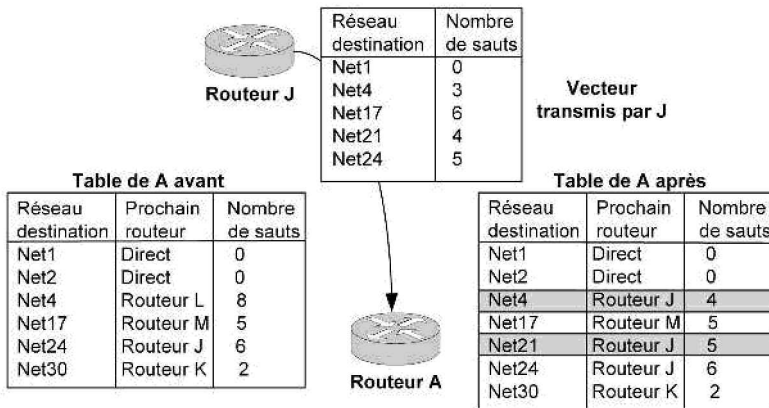 Réseau destination Nombre de sauts
Net1 0
Net4 3
Net17 6
Net21 4
Net24 5
Routeur J
Vecteur
transmis par J
Table de A avant
Réseau destination Prochain routeur Nombre de sauts
Net1 Direct 0
Net2 Direct 0
Net4 Routeur L 8
Net17 Routeur M 5
Net24 Routeur J 6
Net30 Routeur K 2
Routeur A
Table de A après
Réseau destination Prochain routeur Nombre de sauts
Net1 Direct 0
Net2 Direct 0
Net4 Routeur J 4
Net17 Routeur M 5
Net21 Routeur J 5
Net24 Routeur J 6
Net30 Routeur K 2